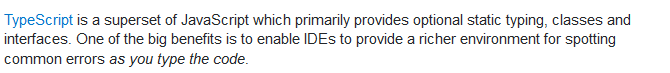 TypeScript is a superset of JavaScript which primarily provides optional static typing, classes and
interfaces. One of the big benefits is to enable IDEs to provide a richer environment for spotting
common errors as you type the code.